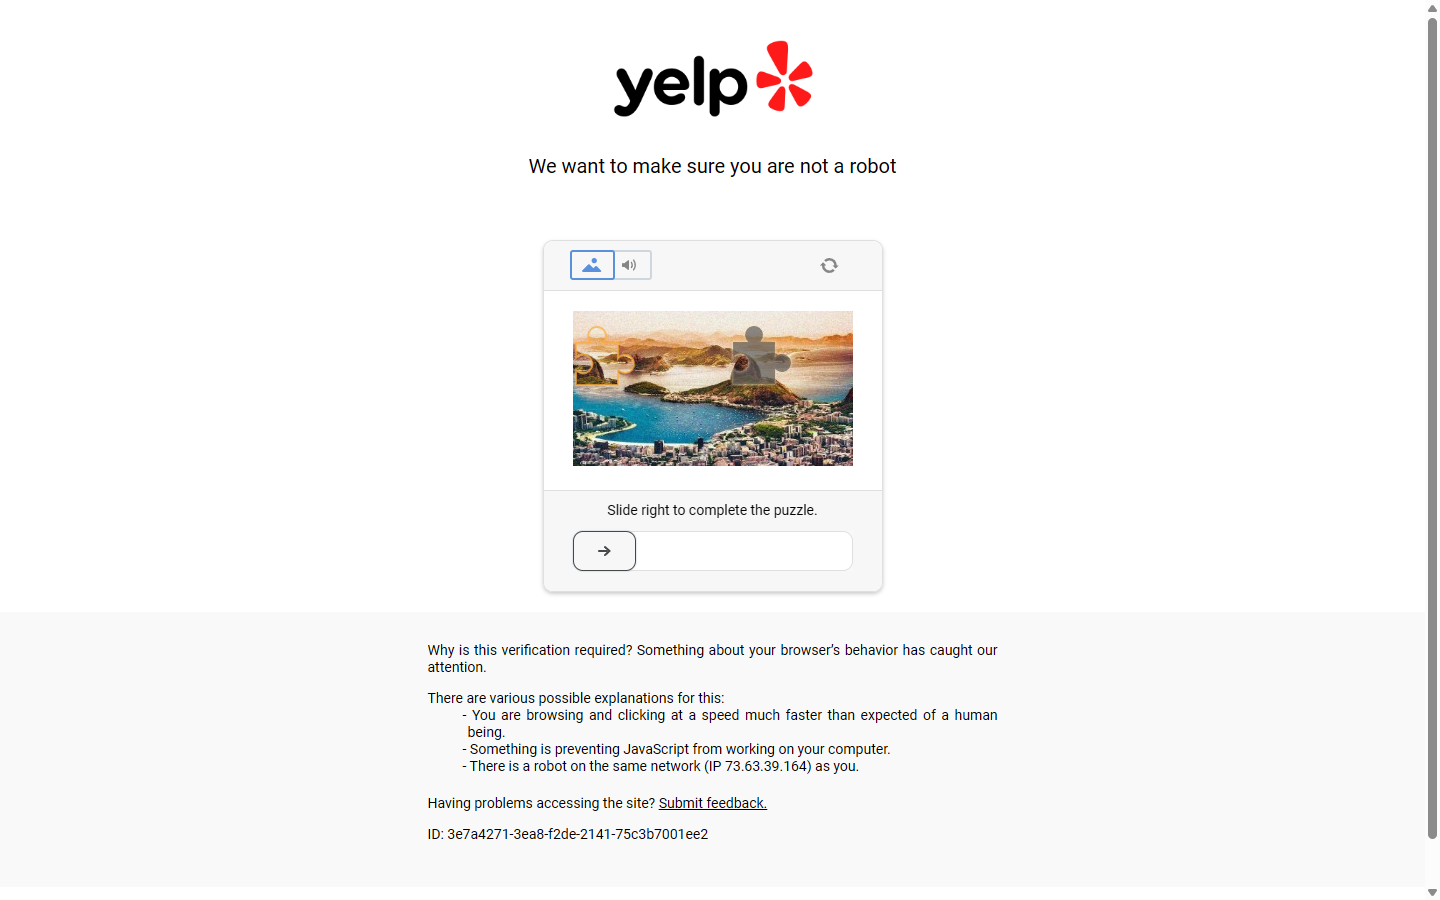 yelp
We want to make sure you are not a robot
Slide right to complete the puzzle.
Why is this verification required? Something about your browser’s behavior has caught our
attention.
There are various possible explanations for this:
- You are browsing and clicking at a speed much faster than expected of a human
being.
- Something is preventing JavaScript from working on your computer.
- There is a robot on the same network (IP 73.63.39.164) as you.
Having problems accessing the site? Submit feedback.
ID: 3e7a4271-3ea8-f2de-2141-75c3b7001ee2